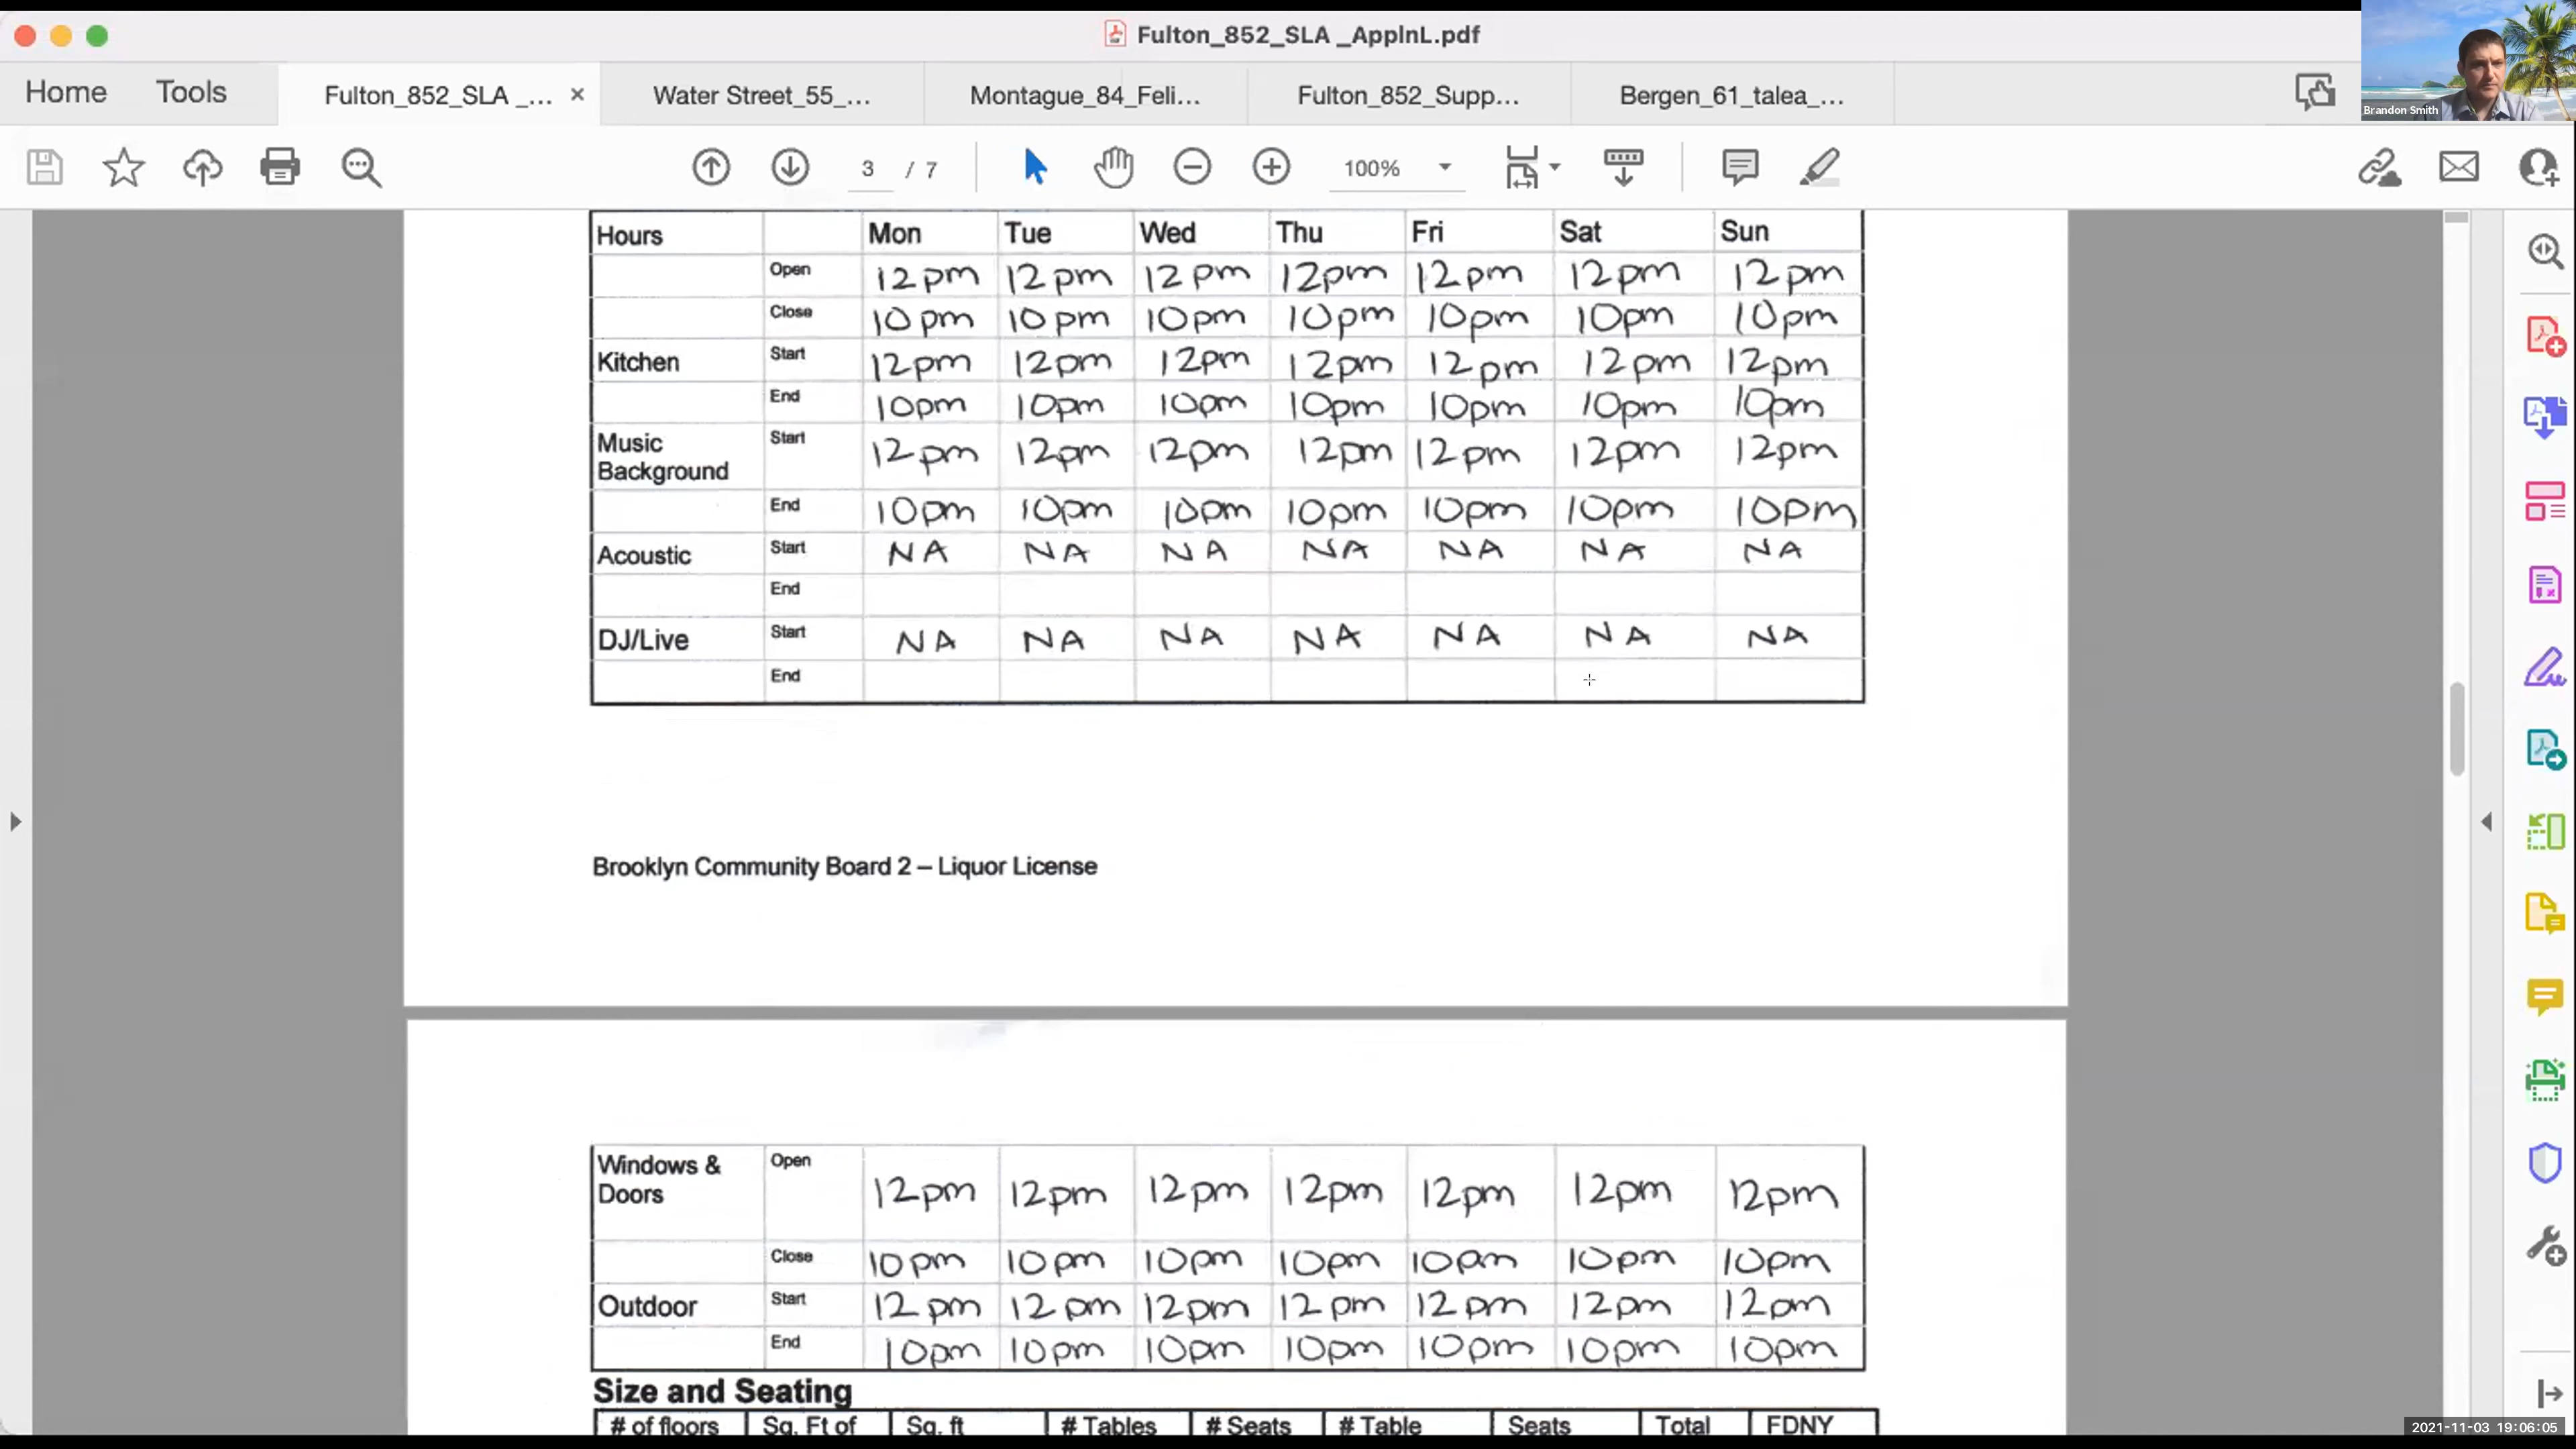 Fulton_852_SLA _AppInL.pdf
Brandon Smith
Home Tools Fulton_852_SLA _... × Water Street_55_... Montague_84_Feli... Fulton_852_Supp... Bergen_61_talea_...
3 / 7 100%
Hours Mon Tue Wed Thu Fri Sat Sun
Open 12pm 12pm 12pm 12pm 12pm 12pm 12pm
Close 10pm 10pm 10pm 10pm 10pm 10pm 10pm
Kitchen Start 12pm 12pm 12pm 12pm 12pm 12pm 12pm
End 10pm 10pm 10pm 10pm 10pm 10pm 10pm
Music Background Start 12pm 12pm 12pm 12pm 12pm 12pm 12pm
End 10pm 10pm 10pm 10pm 10pm 10pm 10pm
Acoustic Start NA NA NA NA NA NA NA
End
DJ/Live Start NA NA NA NA NA NA NA
End
Brooklyn Community Board 2 – Liquor License
Windows & Doors Open 12pm 12pm 12pm 12pm 12pm 12pm 12pm
Close 10pm 10pm 10pm 10pm 10pm 10pm 10pm
Outdoor Start 12pm 12pm 12pm 12pm 12pm 12pm 12pm
End 10pm 10pm 10pm 10pm 10pm 10pm 10pm
Size and Seating
# of floors Sq. Ft of Sq. ft # Tables # Seats # Table Seats Total FDNY
2021-11-03 19:06:05